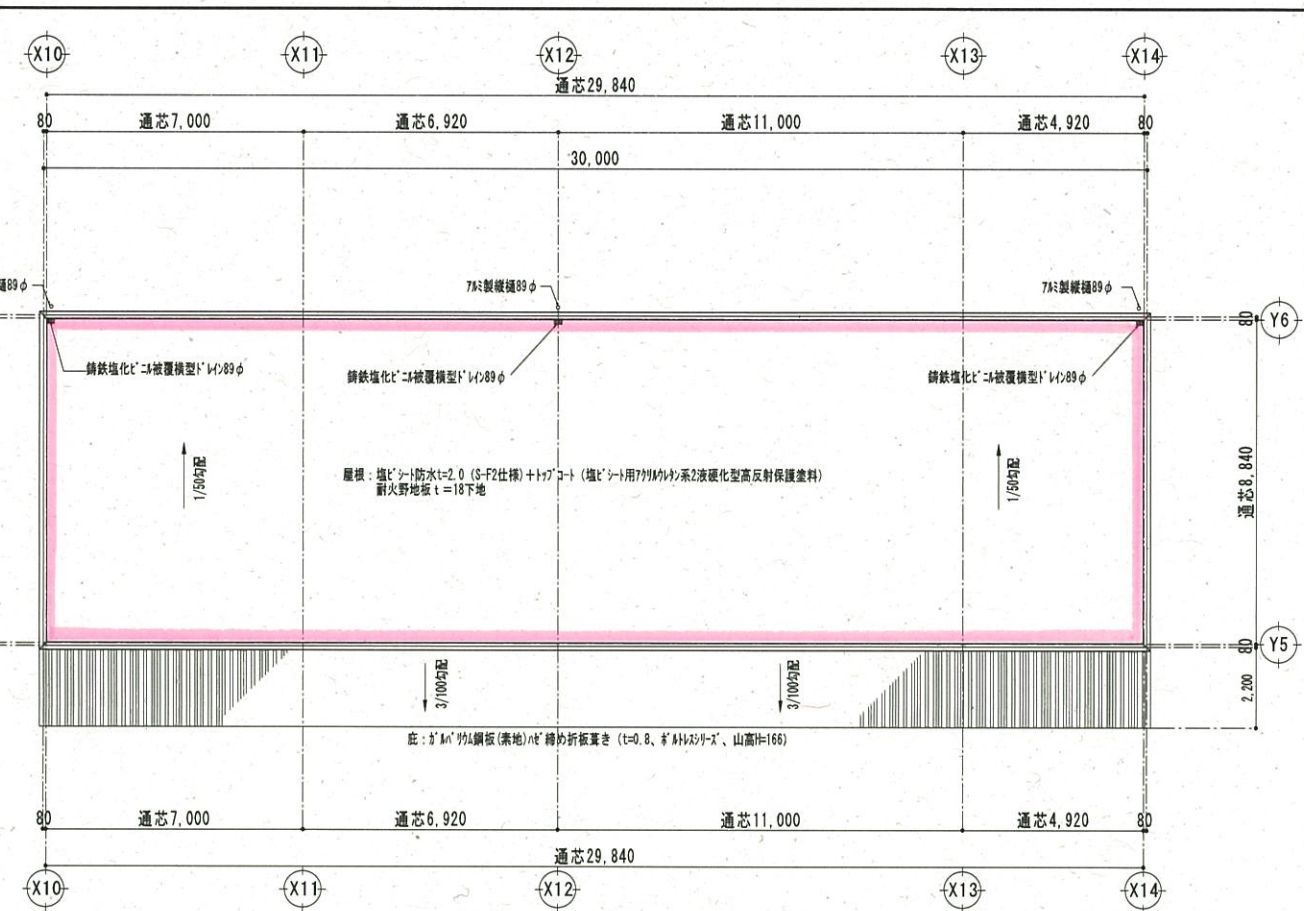 X10 X11 X12 X13 X14
通芯29,840
80 通芯7,000 通芯6,920 通芯11,000 通芯4,920 80
30,000
樋89φ アルミ製縦樋89φ アルミ製縦樋89φ
80 Y6
鋳鉄塩化ビニル被覆横型ドレイン89φ 鋳鉄塩化ビニル被覆横型ドレイン89φ 鋳鉄塩化ビニル被覆横型ドレイン89φ
1/50勾配 1/50勾配
屋根：塩ビシート防水t=2.0 (S-F2仕様)＋トップコート (塩ビシート用アクリルウレタン系2液硬化型高反射保護塗料)
耐火野地板 t＝18下地
通芯8,840
80 Y5
3/100勾配 3/100勾配
2,200
庇：ガルバリウム鋼板(素地)ハゼ締め折板葺き (t=0.8、ボルトレスシリーズ、山高H=166)
80 通芯7,000 通芯6,920 通芯11,000 通芯4,920 80
通芯29,840
X10 X11 X12 X13 X14